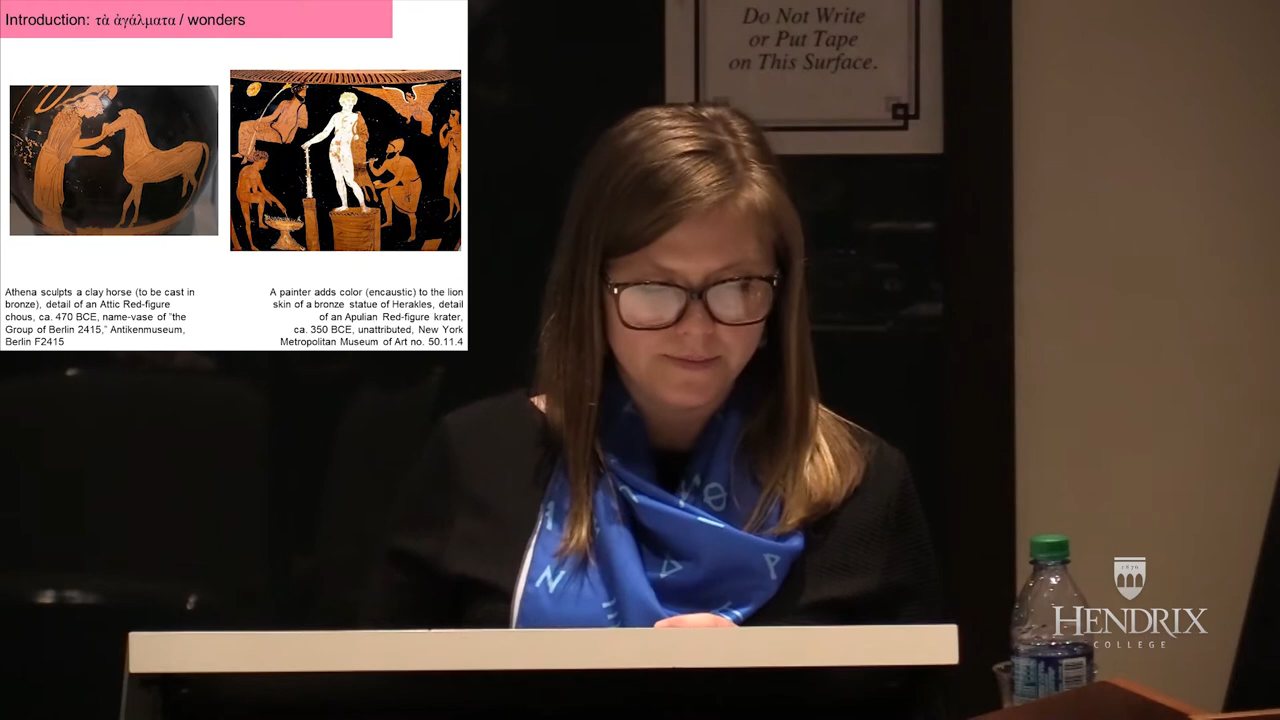 Introduction: τὰ ἀγάλματα / wonders
Athena sculpts a clay horse (to be cast in
bronze), detail of an Attic Red-figure
chous, ca. 470 BCE, name-vase of "the
Group of Berlin 2415," Antikenmuseum,
Berlin F2415
A painter adds color (encaustic) to the lion
skin of a bronze statue of Herakles, detail
of an Apulian Red-figure krater,
ca. 350 BCE, unattributed, New York
Metropolitan Museum of Art no. 50.11.4
Do Not Write
or Put Tape
on This Surface.
N
Δ
P
Θ
1876
HENDRIX
COLLEGE